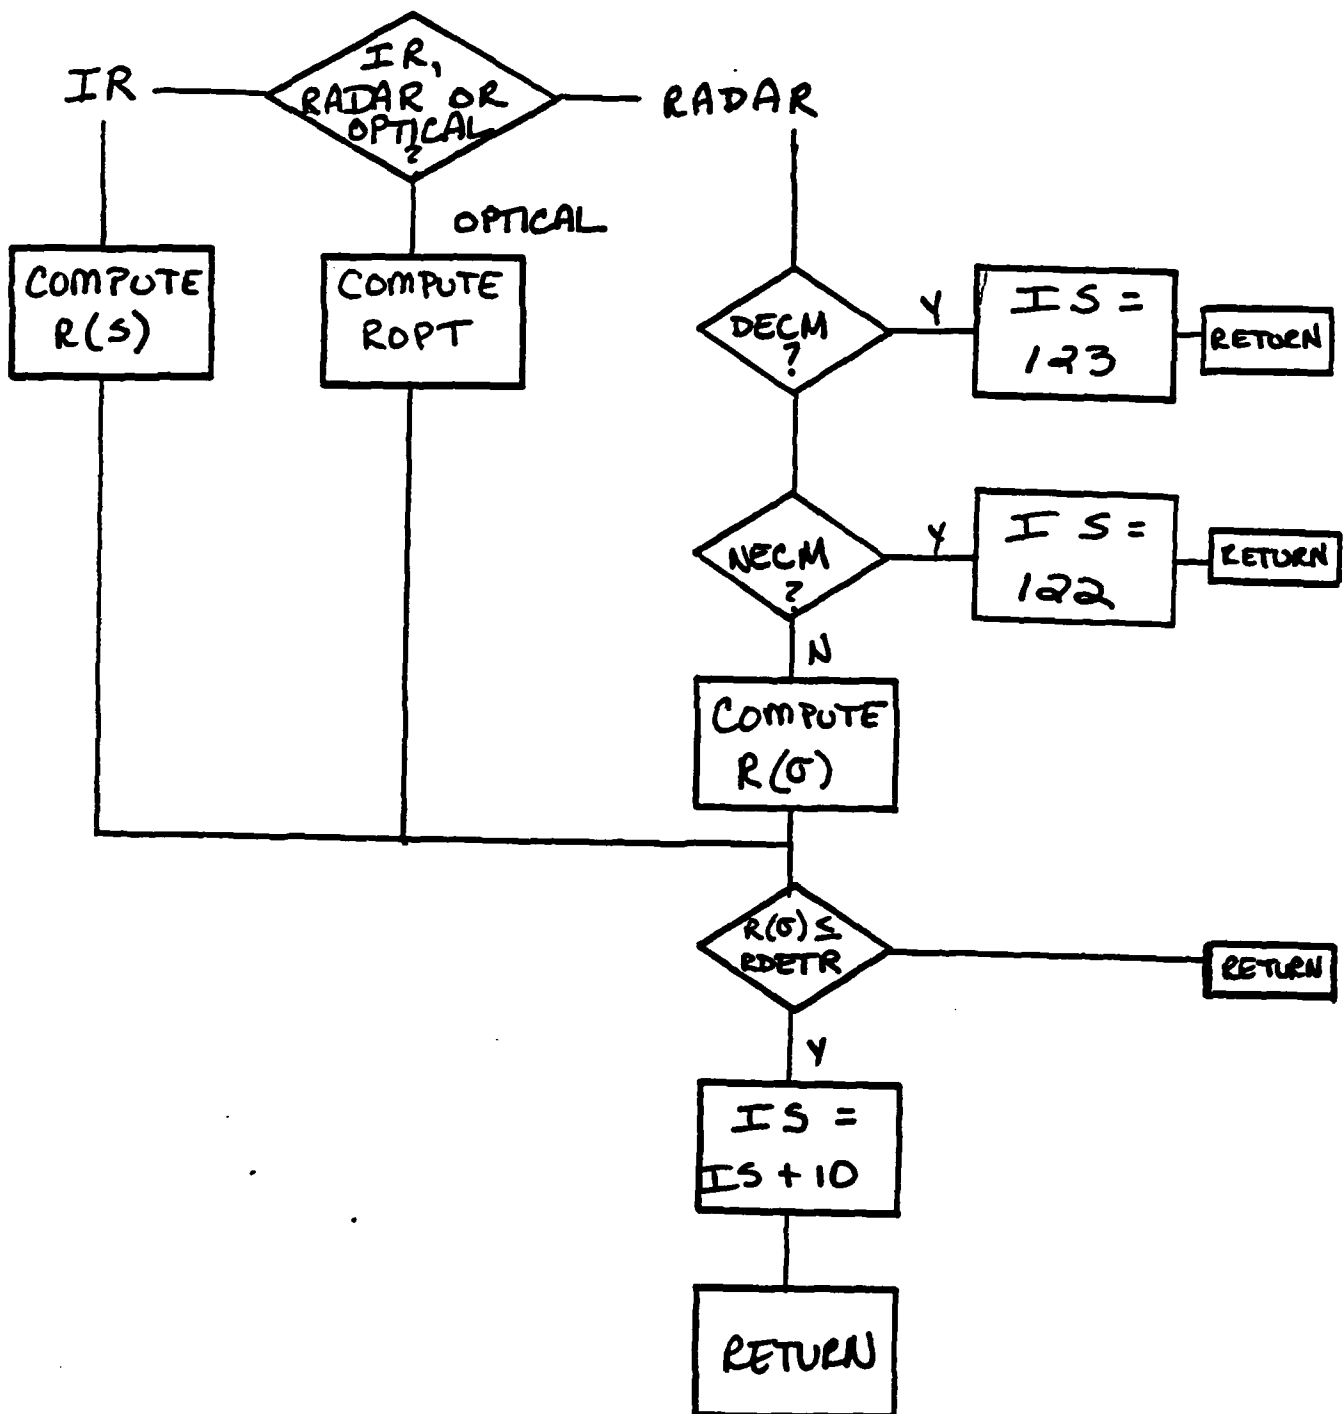 IR
IR,
RADAR OR
OPTICAL
?
RADAR
OPTICAL
COMPUTE
R(S)
COMPUTE
ROPT
DECM
?
Y
IS =
123
RETURN
NECM
?
Y
IS =
122
RETURN
N
COMPUTE
R(σ)
R(σ) ≤
RDETR
RETURN
Y
IS =
IS + 10
RETURN